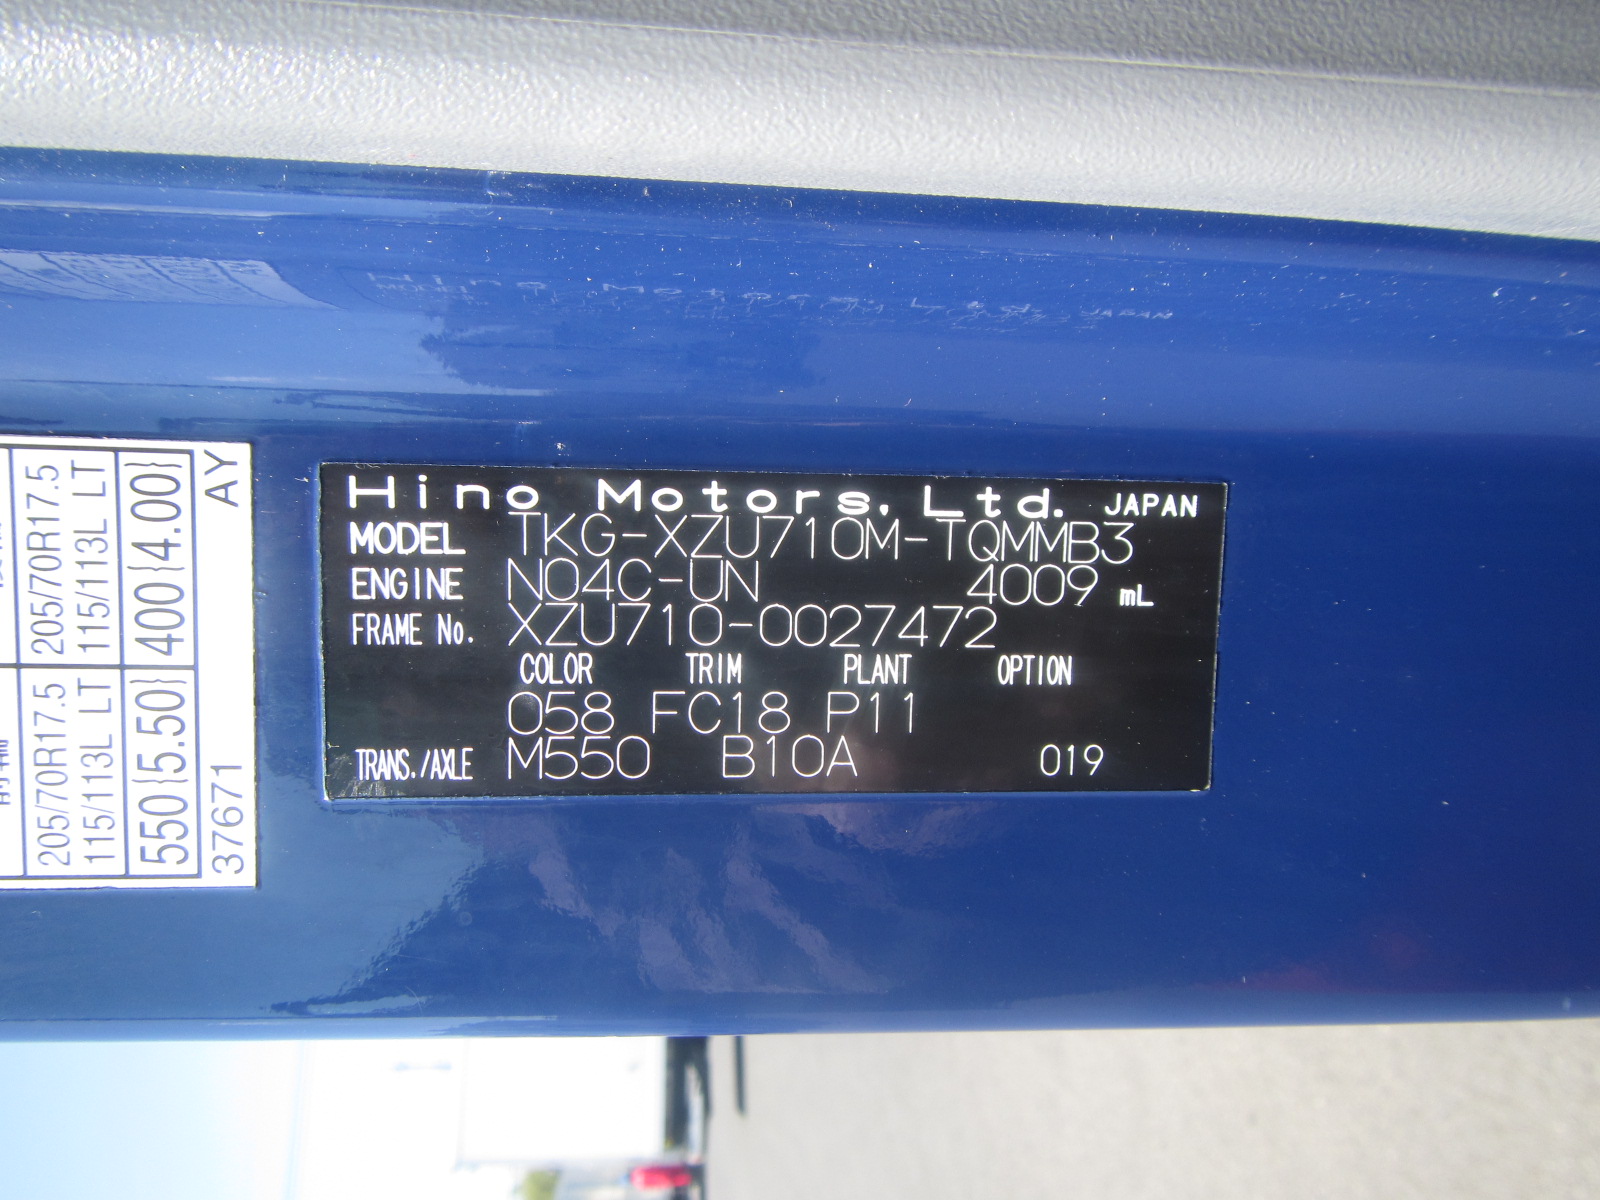 Hino Motors, Ltd. JAPAN
MODEL TKG-XZU710M-TQMMB3
ENGINE N04C-UN 4009 mL
FRAME No. XZU710-0027472
COLOR TRIM PLANT OPTION
058 FC18 P11
TRANS./AXLE M550 B10A 019
205/70R17.5 205/70R17.5
115/113L LT 115/113L LT
550{5.50} 400{4.00}
37671 AY